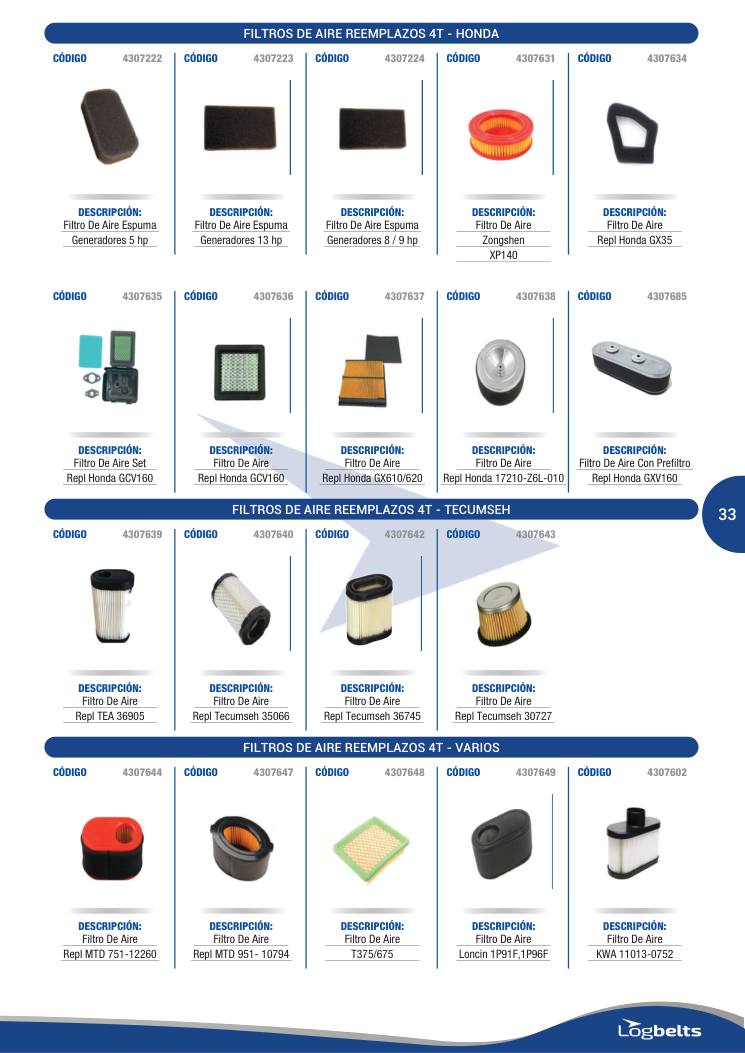 FILTROS DE AIRE REEMPLAZOS 4T - HONDA
CÓDIGO 4307222
DESCRIPCIÓN:
Filtro De Aire Espuma
Generadores 5 hp
CÓDIGO 4307223
DESCRIPCIÓN:
Filtro De Aire Espuma
Generadores 13 hp
CÓDIGO 4307224
DESCRIPCIÓN:
Filtro De Aire Espuma
Generadores 8 / 9 hp
CÓDIGO 4307631
DESCRIPCIÓN:
Filtro De Aire
Zongshen
XP140
CÓDIGO 4307634
DESCRIPCIÓN:
Filtro De Aire
Repl Honda GX35
CÓDIGO 4307635
DESCRIPCIÓN:
Filtro De Aire Set
Repl Honda GCV160
CÓDIGO 4307636
DESCRIPCIÓN:
Filtro De Aire
Repl Honda GCV160
CÓDIGO 4307637
DESCRIPCIÓN:
Filtro De Aire
Repl Honda GX610/620
CÓDIGO 4307638
DESCRIPCIÓN:
Filtro De Aire
Repl Honda 17210-Z6L-010
CÓDIGO 4307685
DESCRIPCIÓN:
Filtro De Aire Con Prefiltro
Repl Honda GXV160
33
FILTROS DE AIRE REEMPLAZOS 4T - TECUMSEH
CÓDIGO 4307639
DESCRIPCIÓN:
Filtro De Aire
Repl TEA 36905
CÓDIGO 4307640
DESCRIPCIÓN:
Filtro De Aire
Repl Tecumseh 35066
CÓDIGO 4307642
DESCRIPCIÓN:
Filtro De Aire
Repl Tecumseh 36745
CÓDIGO 4307643
DESCRIPCIÓN:
Filtro De Aire
Repl Tecumseh 30727
FILTROS DE AIRE REEMPLAZOS 4T - VARIOS
CÓDIGO 4307644
DESCRIPCIÓN:
Filtro De Aire
Repl MTD 751-12260
CÓDIGO 4307647
DESCRIPCIÓN:
Filtro De Aire
Repl MTD 951- 10794
CÓDIGO 4307648
DESCRIPCIÓN:
Filtro De Aire
T375/675
CÓDIGO 4307649
DESCRIPCIÓN:
Filtro De Aire
Loncin 1P91F,1P96F
CÓDIGO 4307602
DESCRIPCIÓN:
Filtro De Aire
KWA 11013-0752
Logbelts